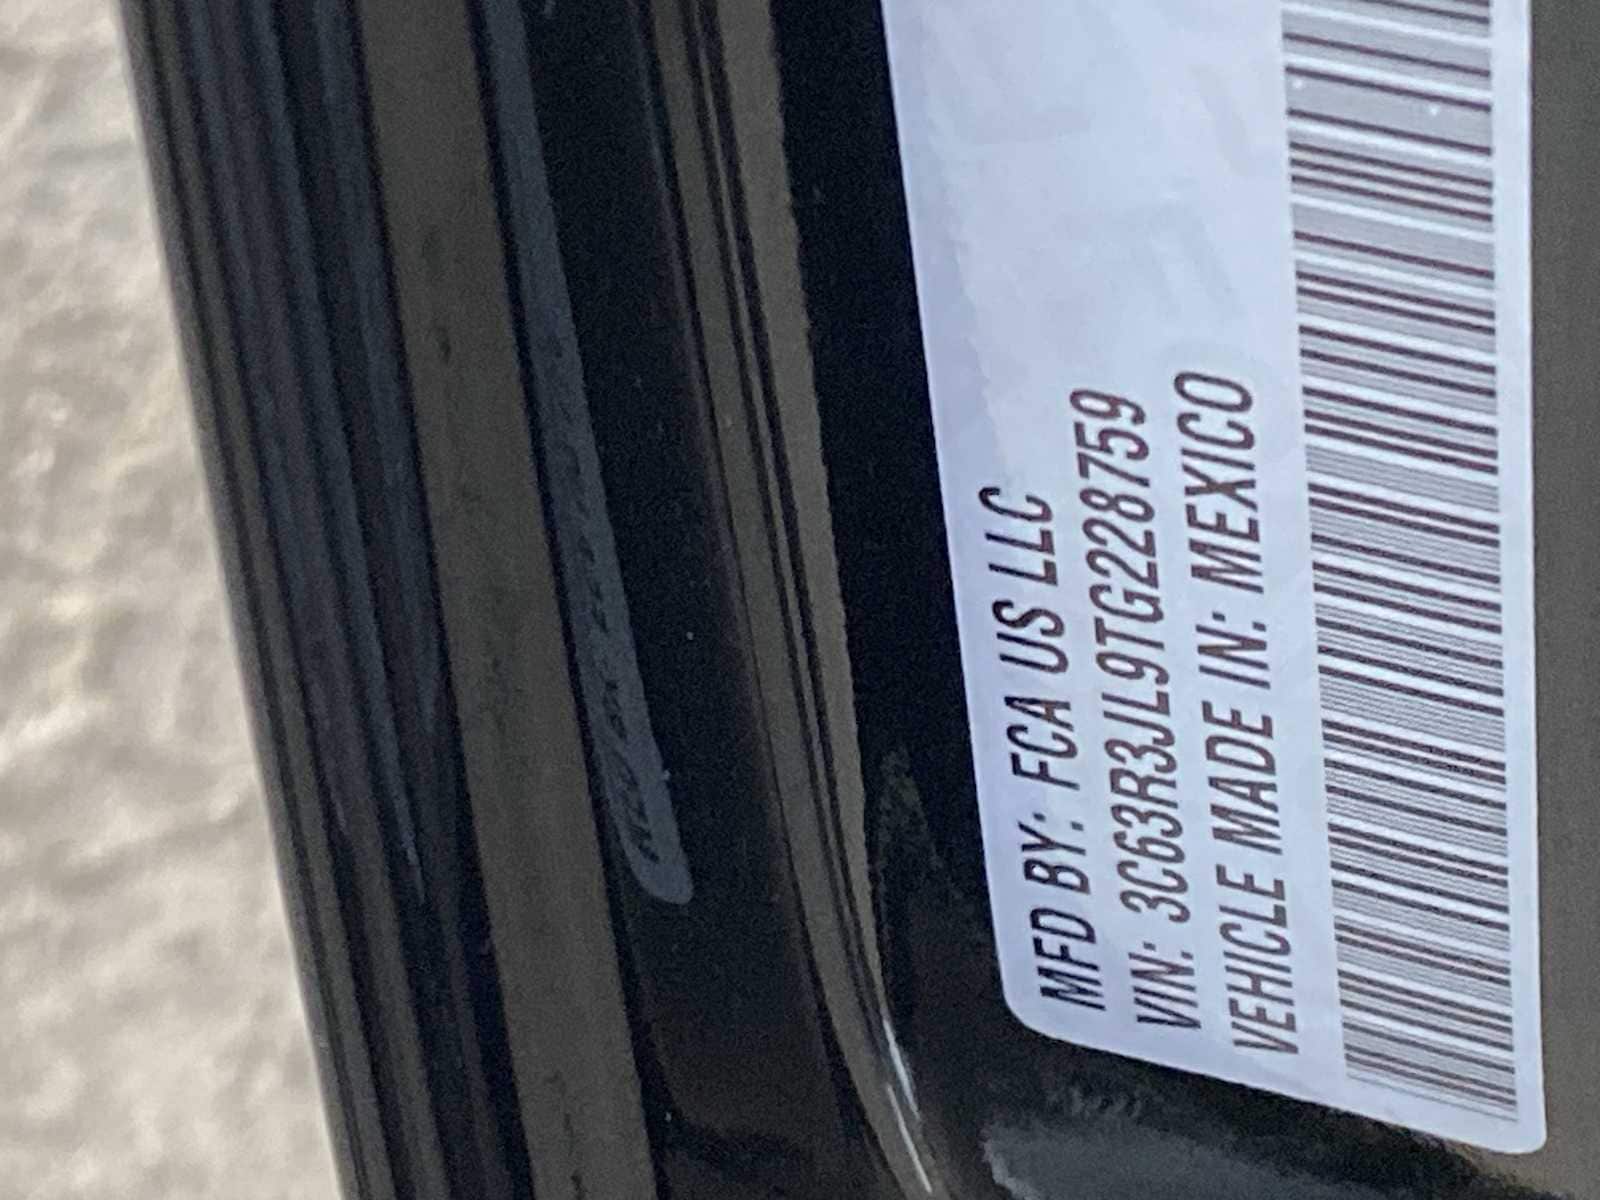 MFD BY: FCA US LLC
VIN: 3C63R3JL9TG228759
VEHICLE MADE IN: MEXICO